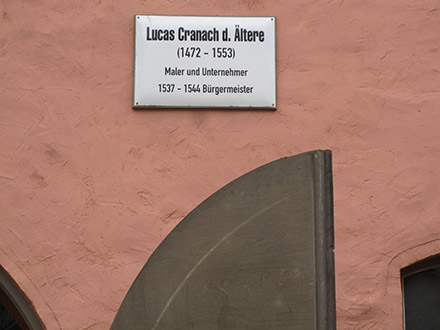 Lucas Cranach d. Ältere
(1472 - 1553)
Maler und Unternehmer
1537 - 1544 Bürgermeister